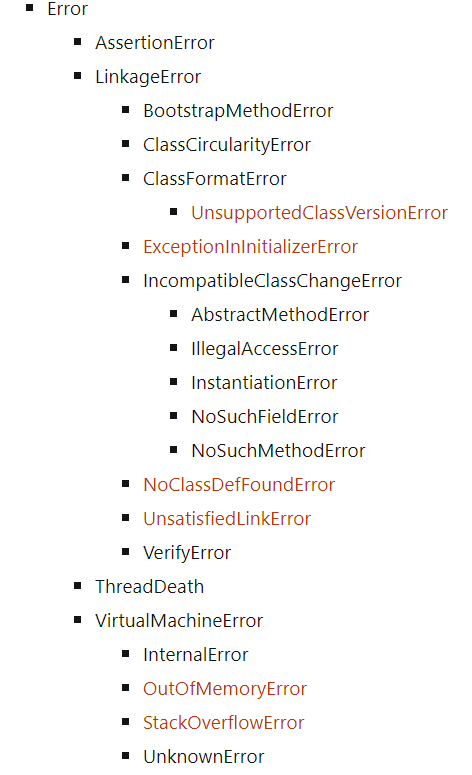 Error
AssertionError
LinkageError
BootstrapMethodError
ClassCircularityError
ClassFormatError
UnsupportedClassVersionError
ExceptionInInitializerError
IncompatibleClassChangeError
AbstractMethodError
IllegalAccessError
InstantiationError
NoSuchFieldError
NoSuchMethodError
NoClassDefFoundError
UnsatisfiedLinkError
VerifyError
ThreadDeath
VirtualMachineError
InternalError
OutOfMemoryError
StackOverflowError
UnknownError